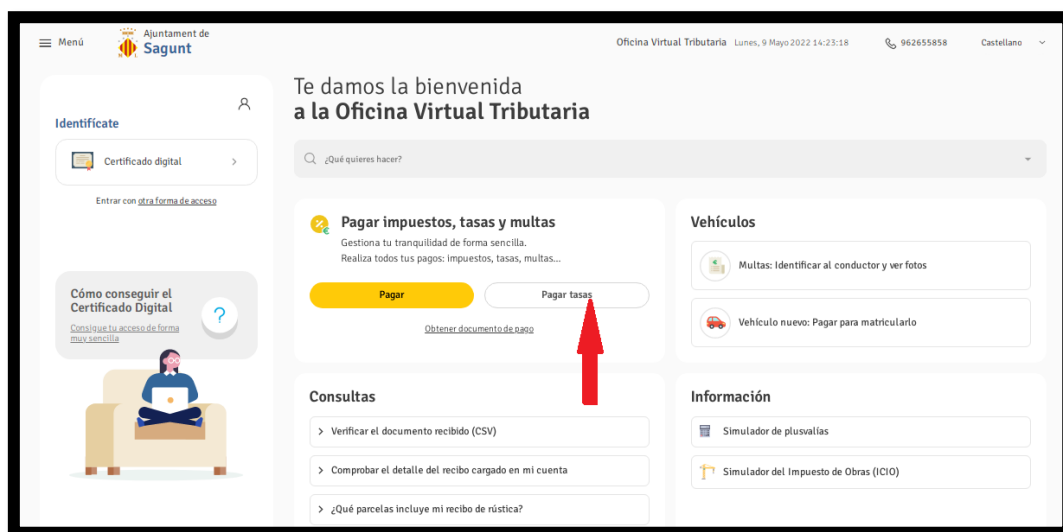 Menú
Ajuntament de
Sagunt
Oficina Virtual Tributaria Lunes, 9 Mayo 2022 14:23:18
962655858
Castellano
Identifícate
Certificado digital
Entrar con otra forma de acceso
Cómo conseguir el
Certificado Digital
Consigue tu acceso de forma
muy sencilla
?
Te damos la bienvenida
a la Oficina Virtual Tributaria
¿Qué quieres hacer?
Pagar impuestos, tasas y multas
Gestiona tu tranquilidad de forma sencilla.
Realiza todos tus pagos: impuestos, tasas, multas...
Pagar
Pagar tasas
Obtener documento de pago
Vehículos
Multas: Identificar al conductor y ver fotos
Vehículo nuevo: Pagar para matricularlo
Consultas
Verificar el documento recibido (CSV)
Comprobar el detalle del recibo cargado en mi cuenta
¿Qué parcelas incluye mi recibo de rústica?
Información
Simulador de plusvalías
Simulador del Impuesto de Obras (ICIO)